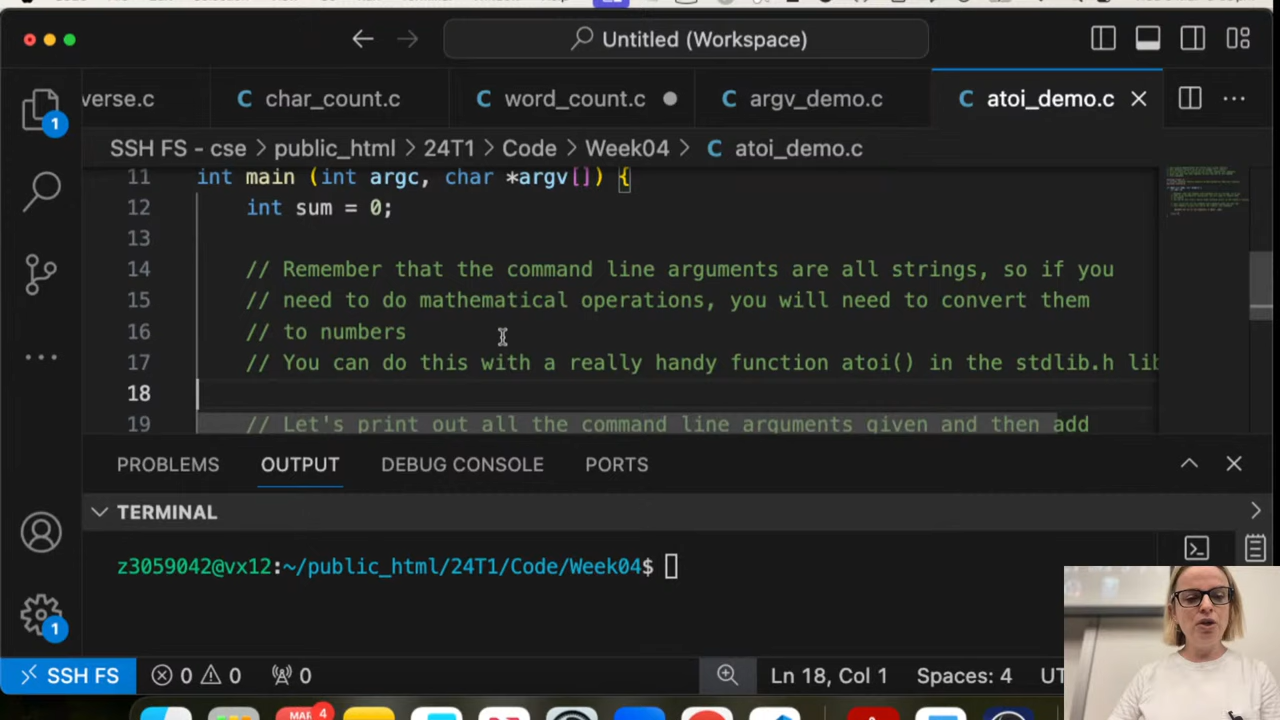 Untitled (Workspace)
verse.c
char_count.c
word_count.c
argv_demo.c
atoi_demo.c
SSH FS - cse > public_html > 24T1 > Code > Week04 > C atoi_demo.c
11 int main (int argc, char *argv[]) {
12 int sum = 0;
13
14 // Remember that the command line arguments are all strings, so if you
15 // need to do mathematical operations, you will need to convert them
16 // to numbers
17 // You can do this with a really handy function atoi() in the stdlib.h lib
18
19 // Let's print out all the command line arguments given and then add
PROBLEMS OUTPUT DEBUG CONSOLE PORTS
TERMINAL
z3059042@vx12:~/public_html/24T1/Code/Week04$
SSH FS 0 0 0 Ln 18, Col 1 Spaces: 4 UT
1
1
MAR 4